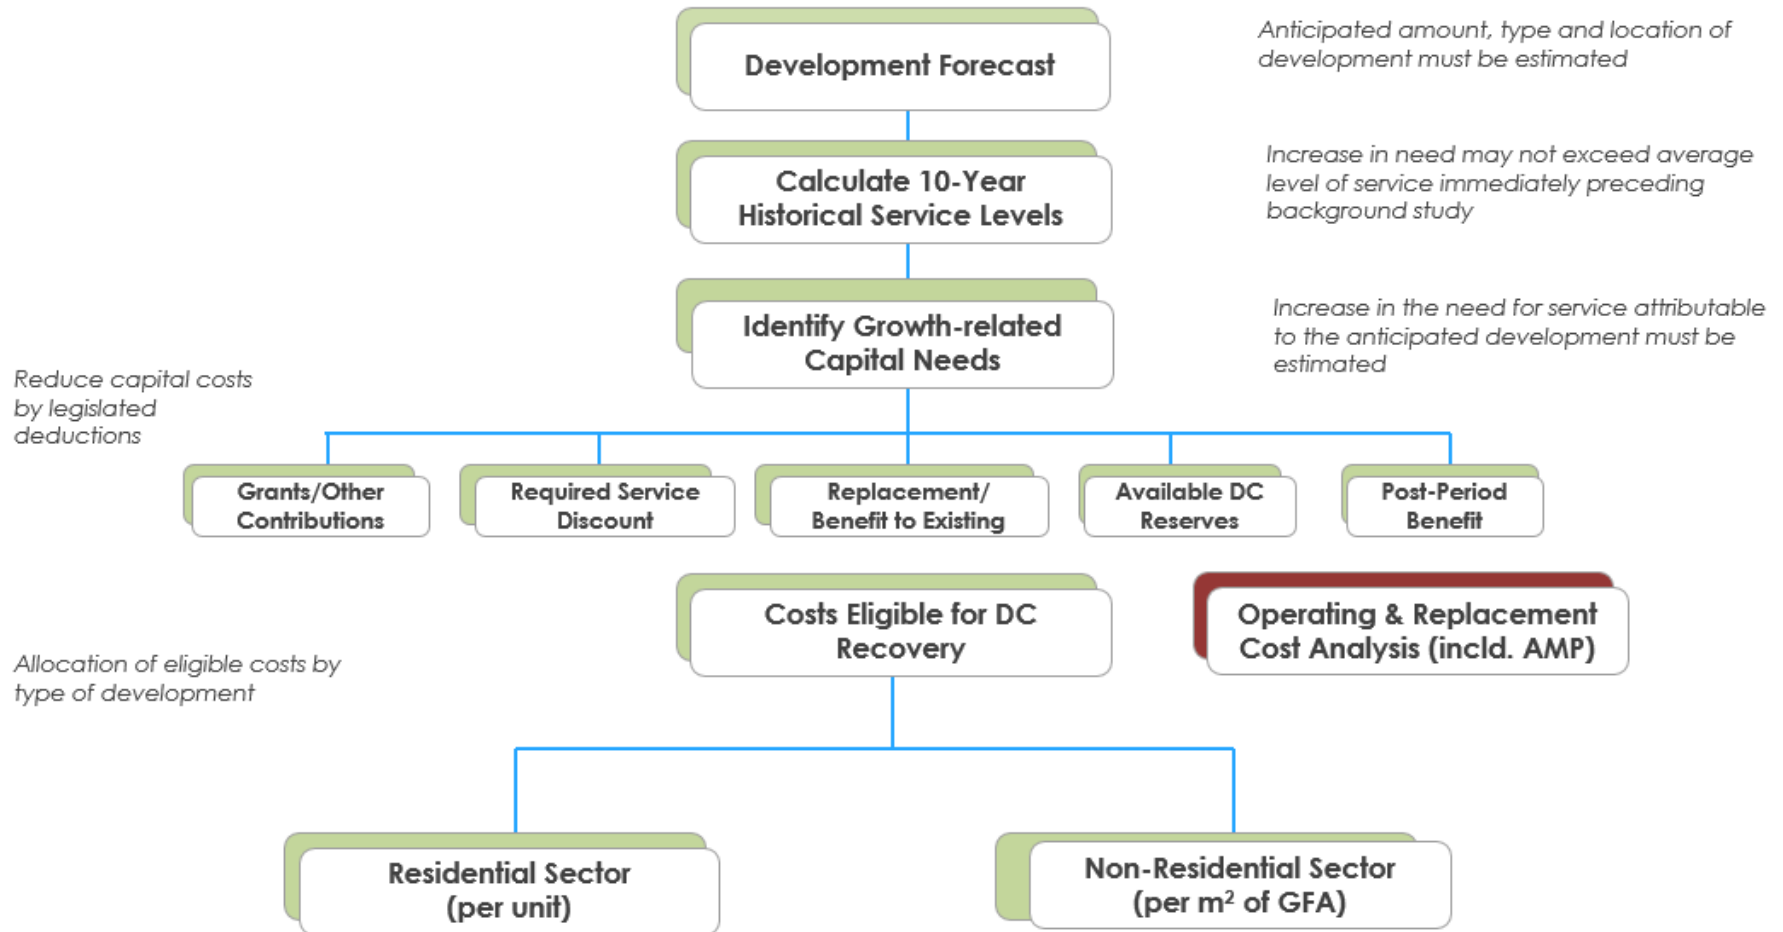 Development Forecast
Anticipated amount, type and location of
development must be estimated
Calculate 10-Year
Historical Service Levels
Increase in need may not exceed average
level of service immediately preceding
background study
Identify Growth-related
Capital Needs
Increase in the need for service attributable
to the anticipated development must be
estimated
Reduce capital costs
by legislated
deductions
Grants/Other
Contributions
Required Service
Discount
Replacement/
Benefit to Existing
Available DC
Reserves
Post-Period
Benefit
Costs Eligible for DC
Recovery
Operating & Replacement
Cost Analysis (incld. AMP)
Allocation of eligible costs by
type of development
Residential Sector
(per unit)
Non-Residential Sector
(per m² of GFA)